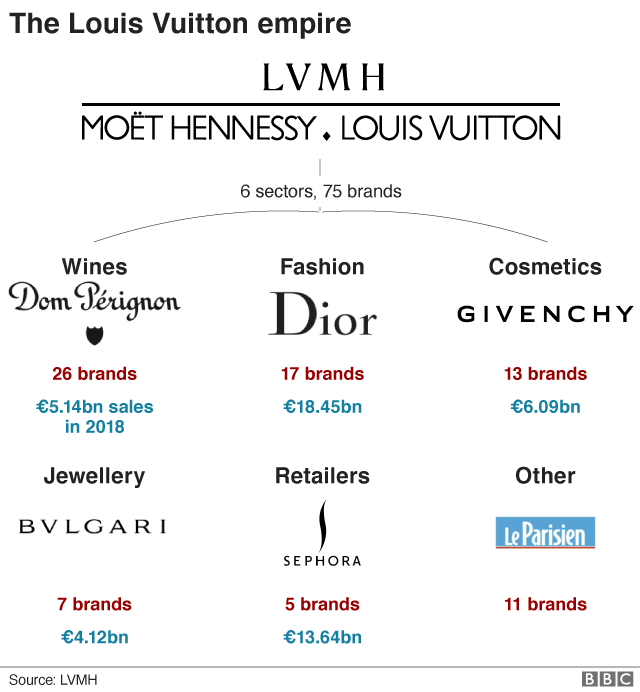 The Louis Vuitton empire
LVMH
MOËT HENNESSY ⬧ LOUIS VUITTON
6 sectors, 75 brands
Wines
Dom Pérignon
26 brands
€5.14bn sales
in 2018
Fashion
Dior
17 brands
€18.45bn
Cosmetics
GIVENCHY
13 brands
€6.09bn
Jewellery
BVLGARI
7 brands
€4.12bn
Retailers
SEPHORA
5 brands
€13.64bn
Other
Le Parisien
11 brands
Source: LVMH
BBC